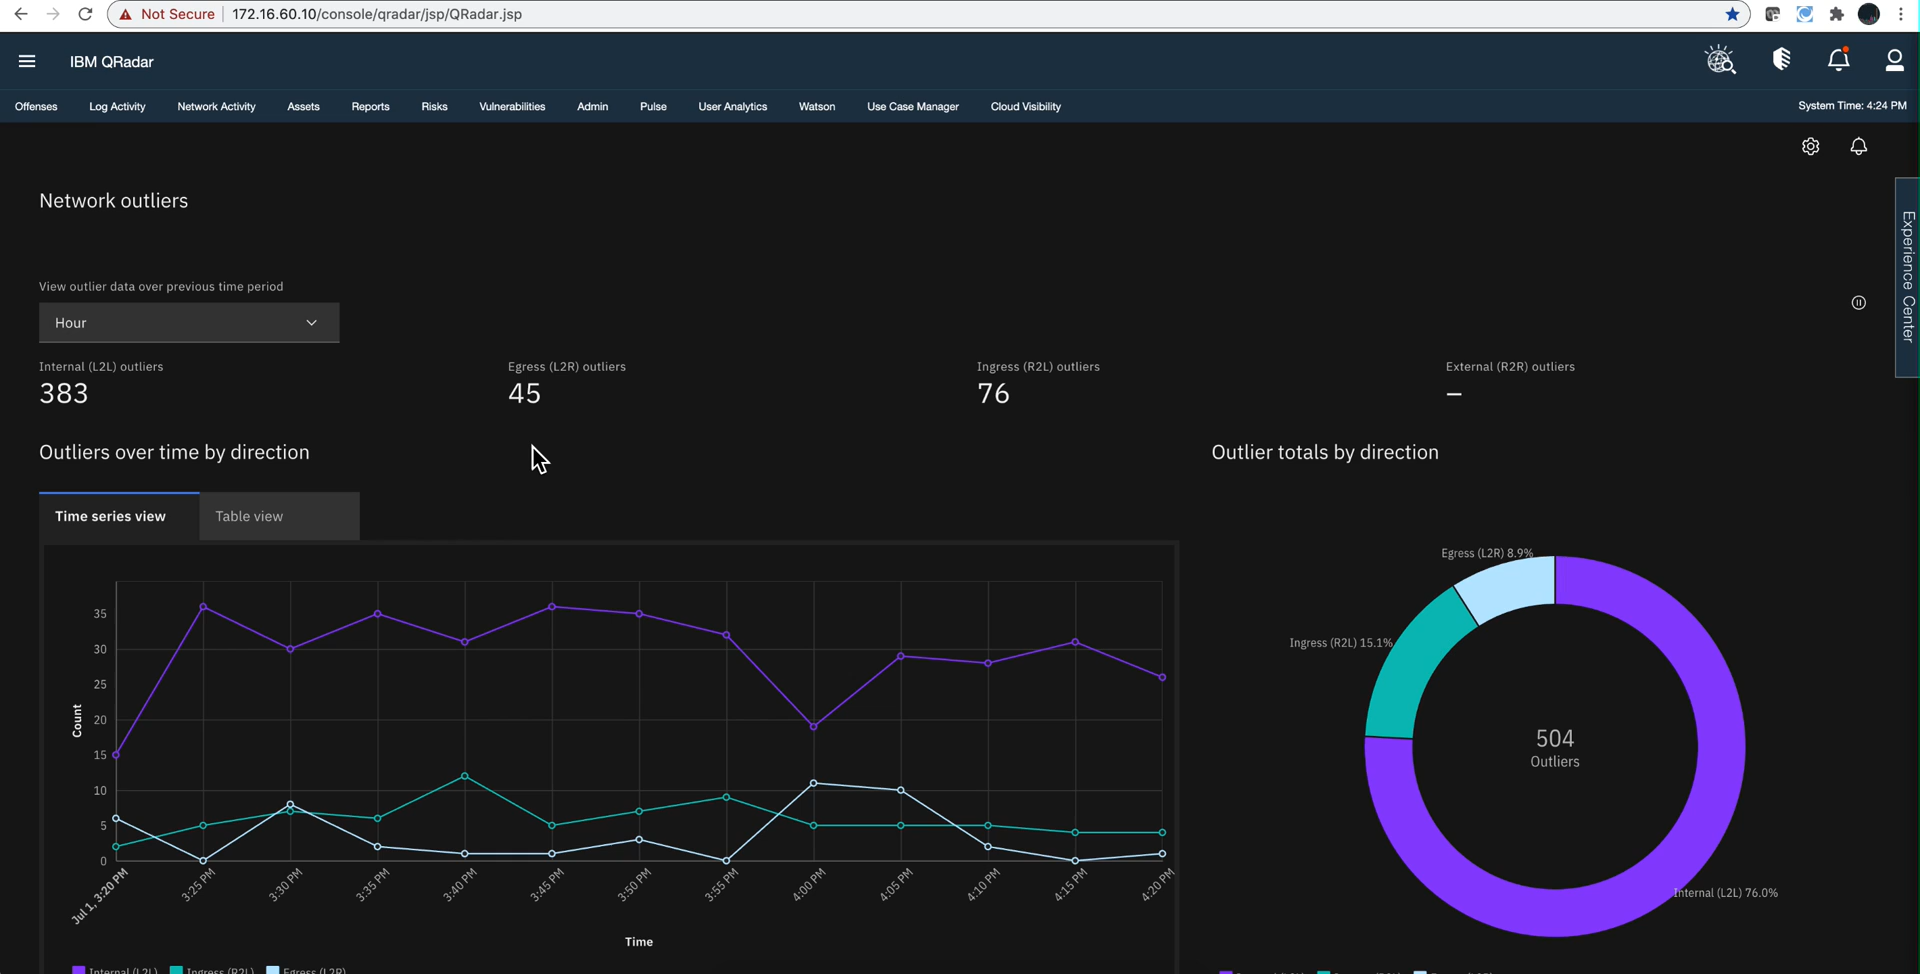 Not Secure | 172.16.60.10/console/qradar/jsp/QRadar.jsp
IBM QRadar
Offenses Log Activity Network Activity Assets Reports Risks Vulnerabilities Admin Pulse User Analytics Watson Use Case Manager Cloud Visibility System Time: 4:24 PM
Experience Center
Network outliers
View outlier data over previous time period
Hour
Internal (L2L) outliers
383
Egress (L2R) outliers
45
Ingress (R2L) outliers
76
External (R2R) outliers
–
Outliers over time by direction
Time series view Table view
Count
35
30
25
20
15
10
5
0
Jul 1, 3:20 PM 3:25 PM 3:30 PM 3:35 PM 3:40 PM 3:45 PM 3:50 PM 3:55 PM 4:00 PM 4:05 PM 4:10 PM 4:15 PM 4:20 PM
Time
Internal (L2L) Ingress (R2L) Egress (L2R)
Outlier totals by direction
Egress (L2R) 8.9%
Ingress (R2L) 15.1%
504
Outliers
Internal (L2L) 76.0%